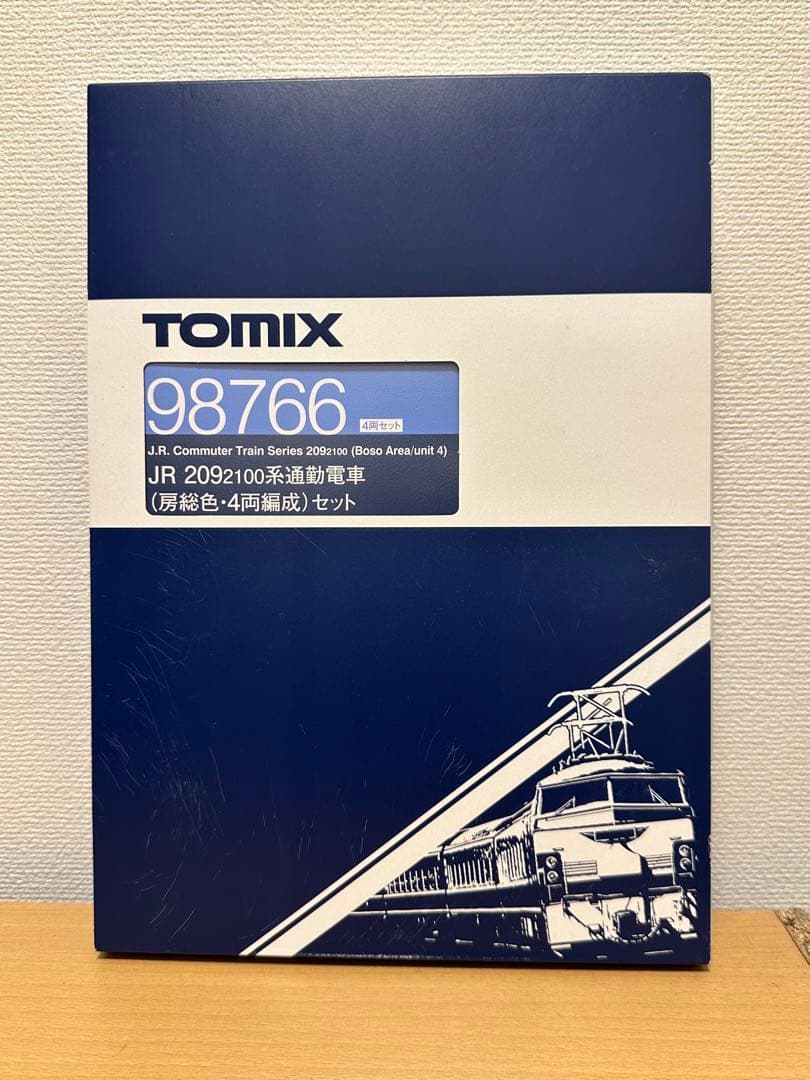 TOMIX
98766 4両セット
J.R. Commuter Train Series 2092100 (Boso Area/unit 4)
JR 2092100系通勤電車
(房総色・4両編成)セット